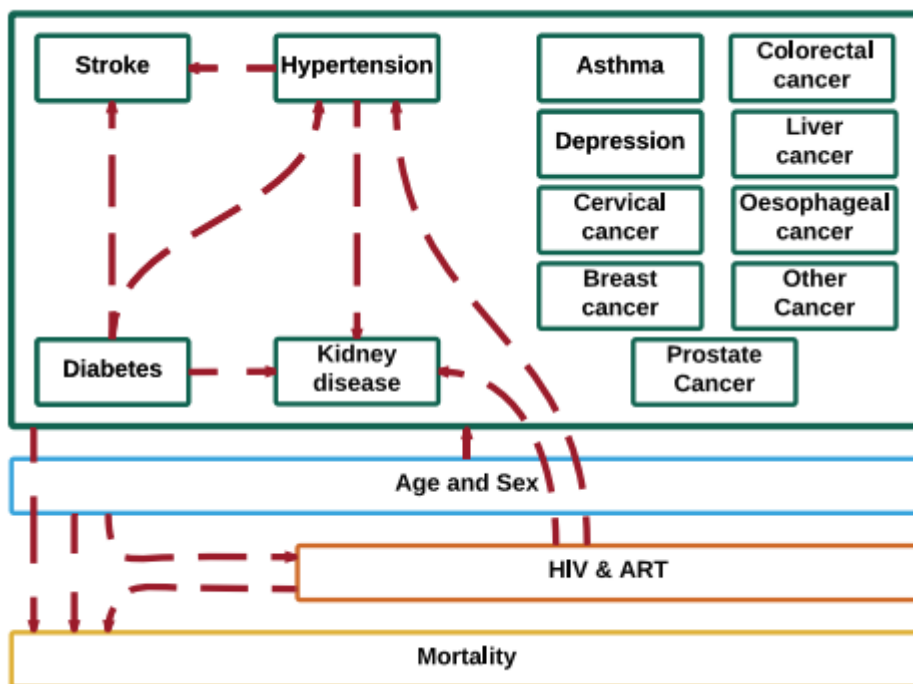 Stroke
Hypertension
Asthma
Colorectal
cancer
Depression
Liver
cancer
Cervical
cancer
Oesophageal
cancer
Breast
cancer
Other
Cancer
Diabetes
Kidney
disease
Prostate
Cancer
Age and Sex
HIV & ART
Mortality